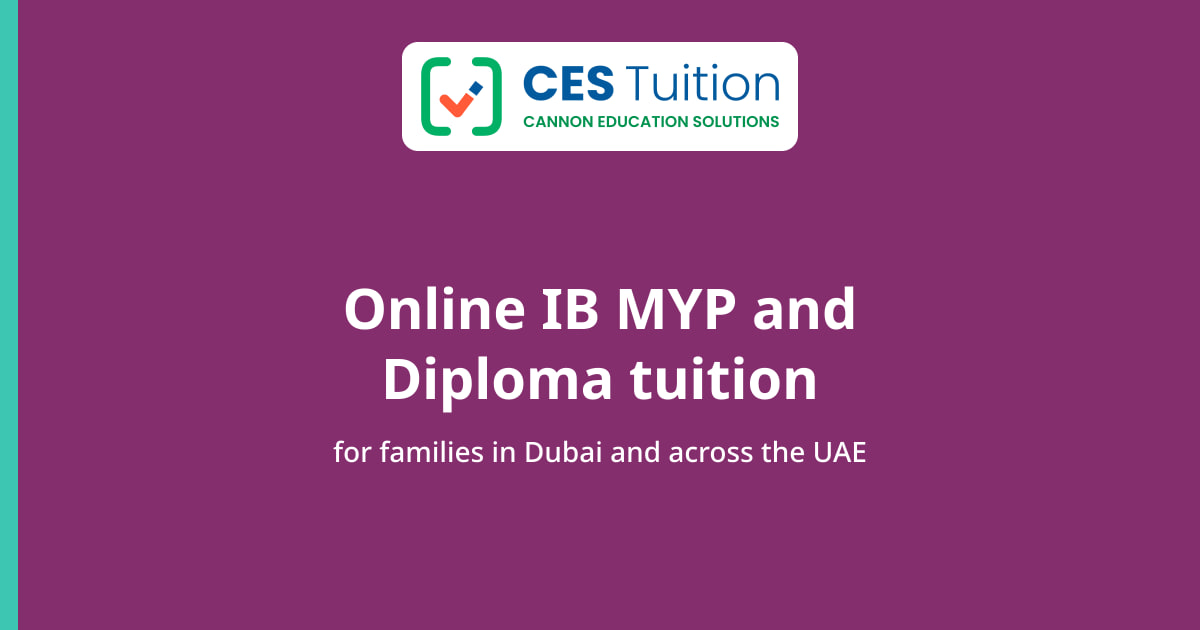 CES Tuition
CANNON EDUCATION SOLUTIONS
Online IB MYP and
Diploma tuition
for families in Dubai and across the UAE